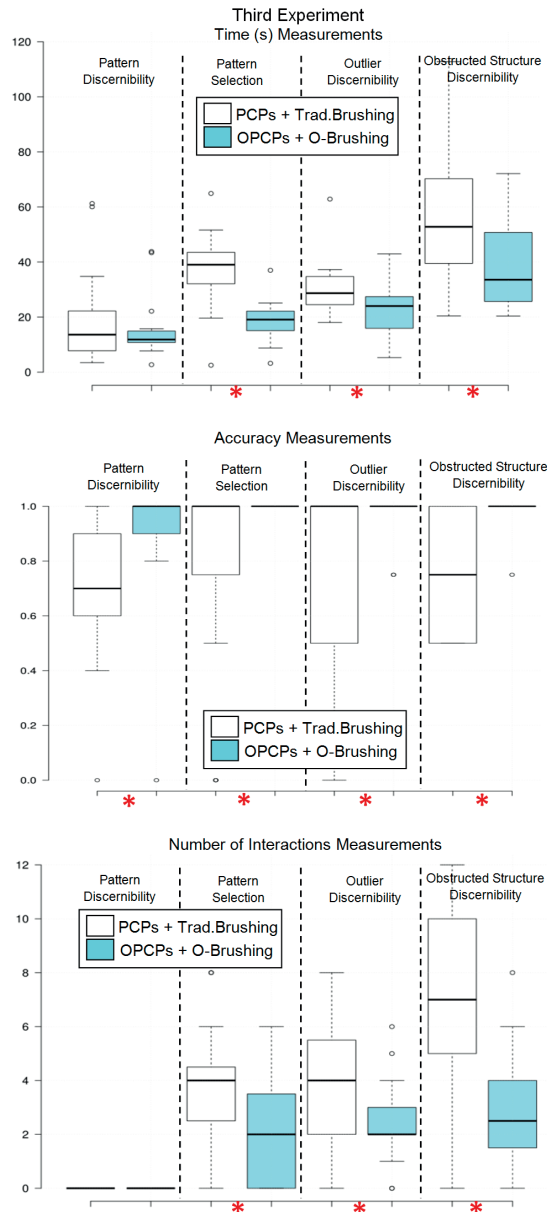 Third Experiment
Time (s) Measurements
Pattern Discernibility
Pattern Selection
Outlier Discernibility
Obstructed Structure Discernibility
PCPs + Trad.Brushing
OPCPs + O-Brushing
120
100
80
60
40
20
0
* * *
Accuracy Measurements
Pattern Discernibility
Pattern Selection
Outlier Discernibility
Obstructed Structure Discernibility
1.0
0.8
0.6
0.4
0.2
0.0
PCPs + Trad.Brushing
OPCPs + O-Brushing
* * * *
Number of Interactions Measurements
Pattern Discernibility
Pattern Selection
Outlier Discernibility
Obstructed Structure Discernibility
PCPs + Trad.Brushing
OPCPs + O-Brushing
12
10
8
6
4
2
0
* * *